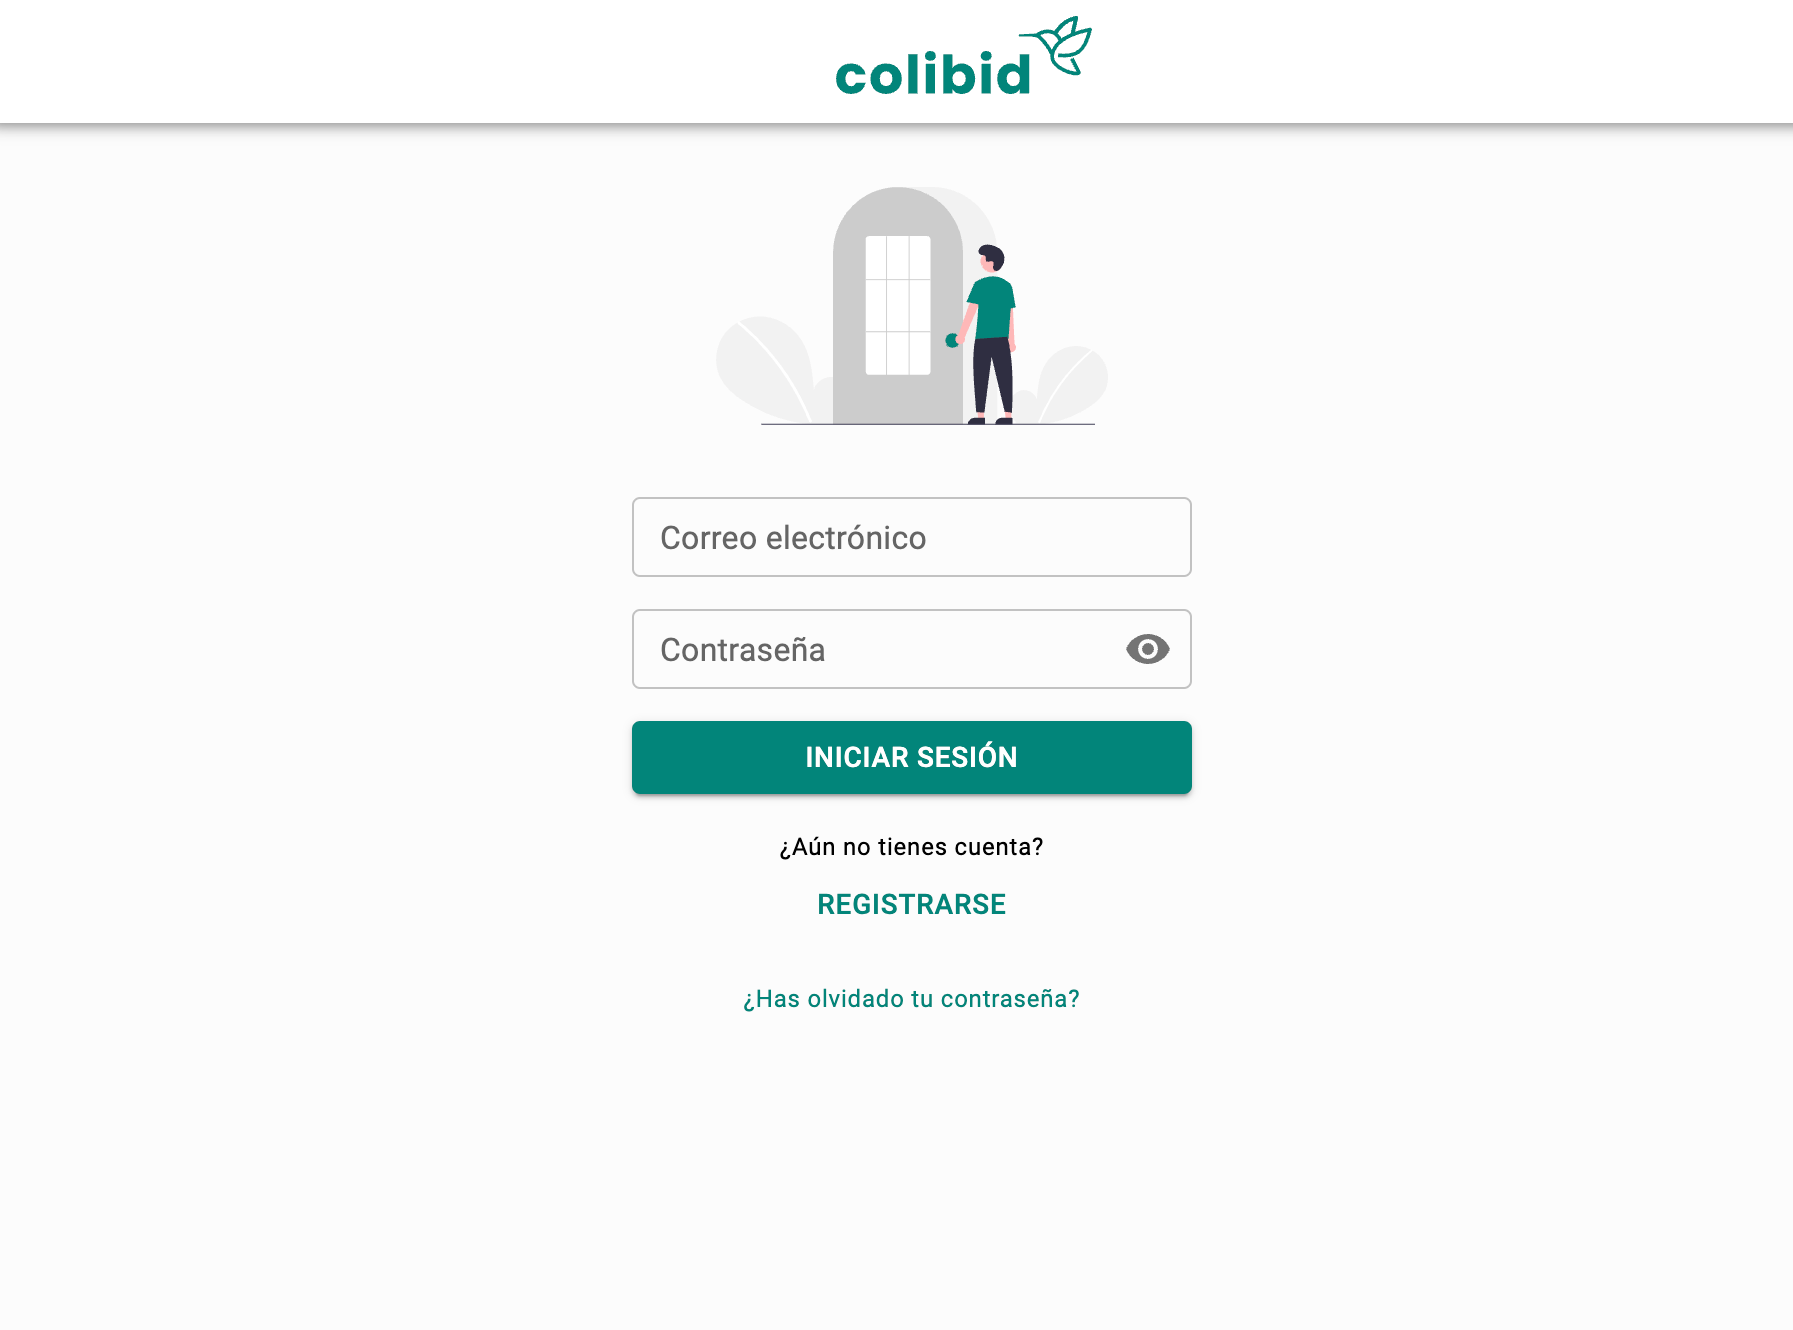 colibid
Correo electrónico
Contraseña
INICIAR SESIÓN
¿Aún no tienes cuenta?
REGISTRARSE
¿Has olvidado tu contraseña?